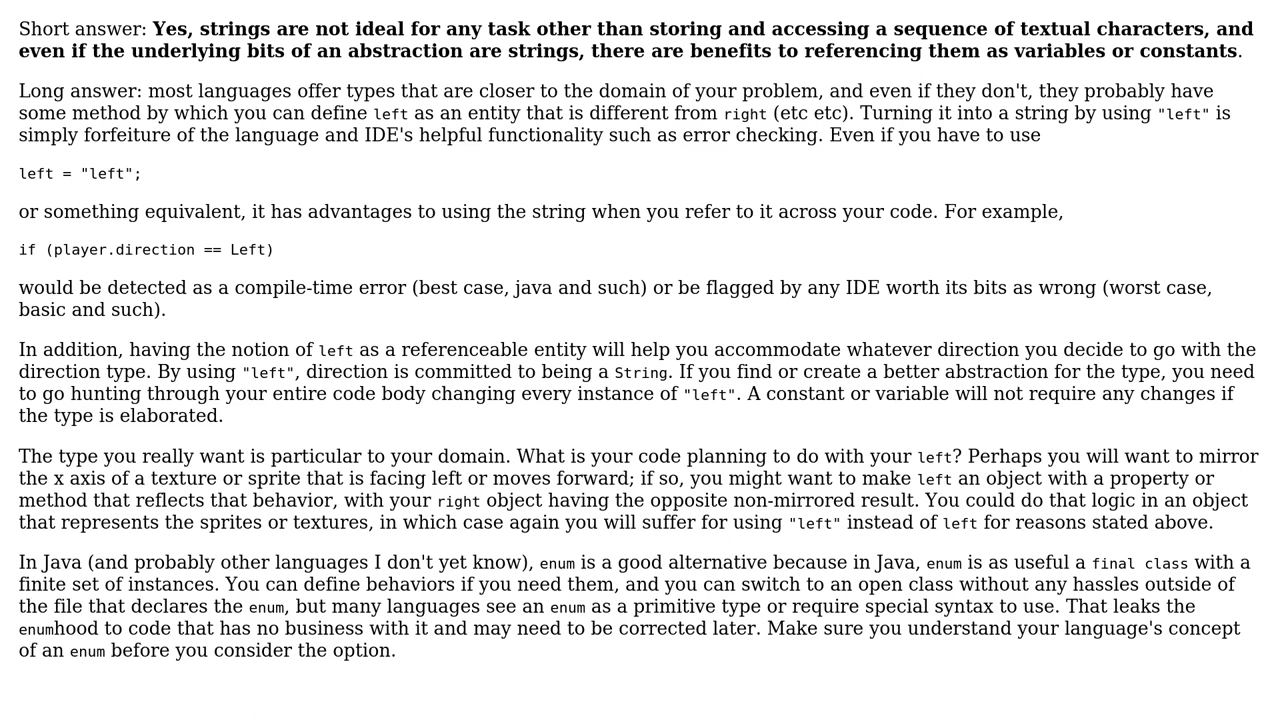 Short answer: Yes, strings are not ideal for any task other than storing and accessing a sequence of textual characters, and
even if the underlying bits of an abstraction are strings, there are benefits to referencing them as variables or constants.
Long answer: most languages offer types that are closer to the domain of your problem, and even if they don't, they probably have
some method by which you can define left as an entity that is different from right (etc etc). Turning it into a string by using "left" is
simply forfeiture of the language and IDE's helpful functionality such as error checking. Even if you have to use
left = "left";
or something equivalent, it has advantages to using the string when you refer to it across your code. For example,
if (player.direction == Left)
would be detected as a compile-time error (best case, java and such) or be flagged by any IDE worth its bits as wrong (worst case,
basic and such).
In addition, having the notion of left as a referenceable entity will help you accommodate whatever direction you decide to go with the
direction type. By using "left", direction is committed to being a String. If you find or create a better abstraction for the type, you need
to go hunting through your entire code body changing every instance of "left". A constant or variable will not require any changes if
the type is elaborated.
The type you really want is particular to your domain. What is your code planning to do with your left? Perhaps you will want to mirror
the x axis of a texture or sprite that is facing left or moves forward; if so, you might want to make left an object with a property or
method that reflects that behavior, with your right object having the opposite non-mirrored result. You could do that logic in an object
that represents the sprites or textures, in which case again you will suffer for using "left" instead of left for reasons stated above.
In Java (and probably other languages I don't yet know), enum is a good alternative because in Java, enum is as useful a final class with a
finite set of instances. You can define behaviors if you need them, and you can switch to an open class without any hassles outside of
the file that declares the enum, but many languages see an enum as a primitive type or require special syntax to use. That leaks the
enumhood to code that has no business with it and may need to be corrected later. Make sure you understand your language's concept
of an enum before you consider the option.